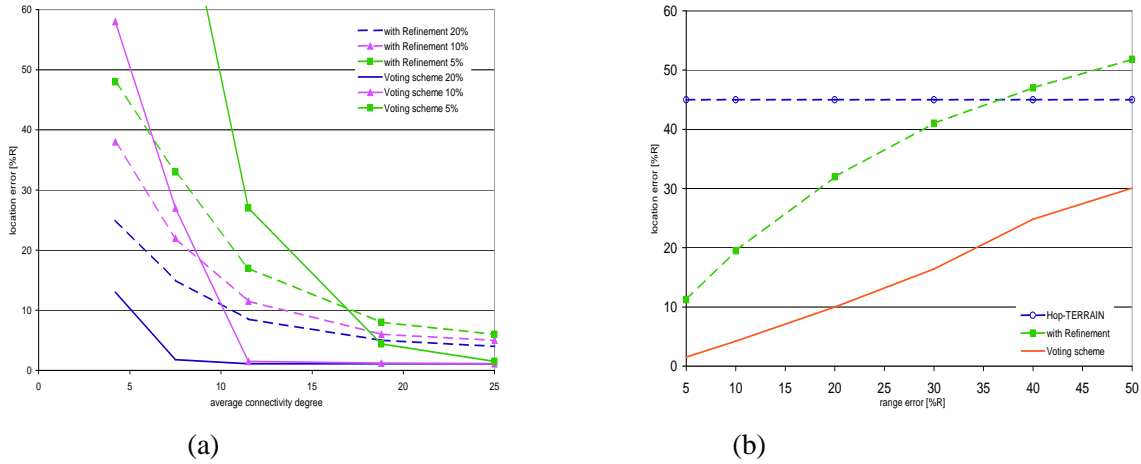 60
50
40
30
20
10
0
location error [%R]
0 5 10 15 20 25
average connectivity degree
with Refinement 20%
with Refinement 10%
with Refinement 5%
Voting scheme 20%
Voting scheme 10%
Voting scheme 5%
(a)
60
50
40
30
20
10
0
location error [%R]
5 10 15 20 25 30 35 40 45 50
range error [%R]
Hop-TERRAIN
with Refinement
Voting scheme
(b)